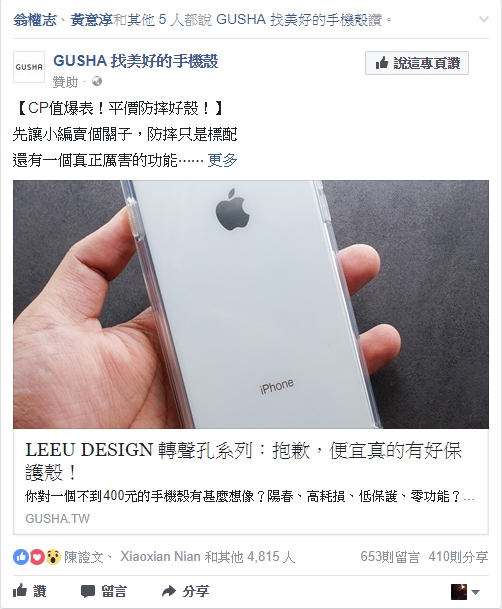 翁權志、黃意淳和其他 5 人都說 GUSHA 找美好的手機殼讚。
GUSHA
GUSHA 找美好的手機殼
贊助 ·
說這專頁讚
【CP值爆表！平價防摔好殼！】
先讓小編賣個關子，防摔只是標配
還有一個真正厲害的功能⋯⋯ 更多
iPhone
LEEU DESIGN 轉聲孔系列：抱歉，便宜真的有好保
護殼！
你對一個不到400元的手機殼有甚麼想像？陽春、高耗損、低保護、零功能？...
GUSHA.TW
陳證文、 Xiaoxian Nian 和其他 4,815 人
653則留言 410則分享
讚 留言 分享